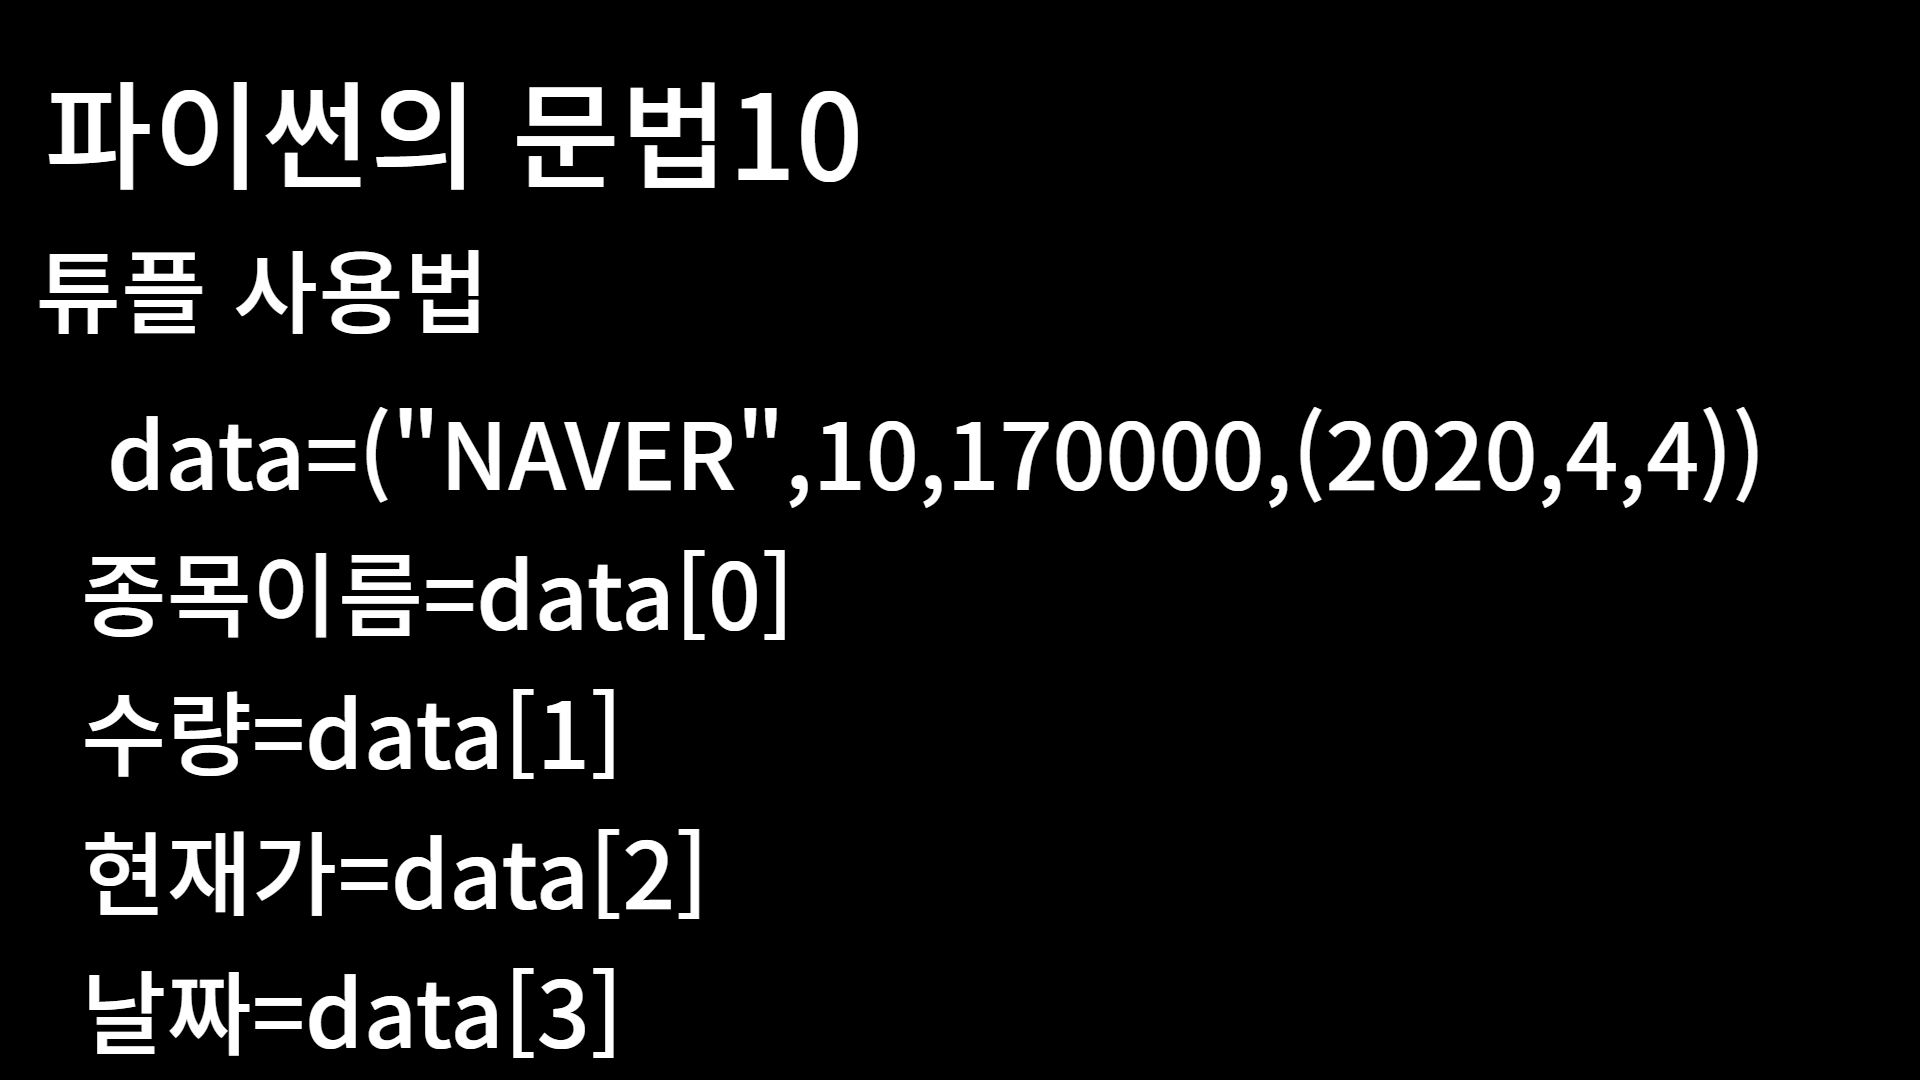 파이썬의 문법10
튜플 사용법
data=("NAVER",10,170000,(2020,4,4))
종목이름=data[0]
수량=data[1]
현재가=data[2]
날짜=data[3]